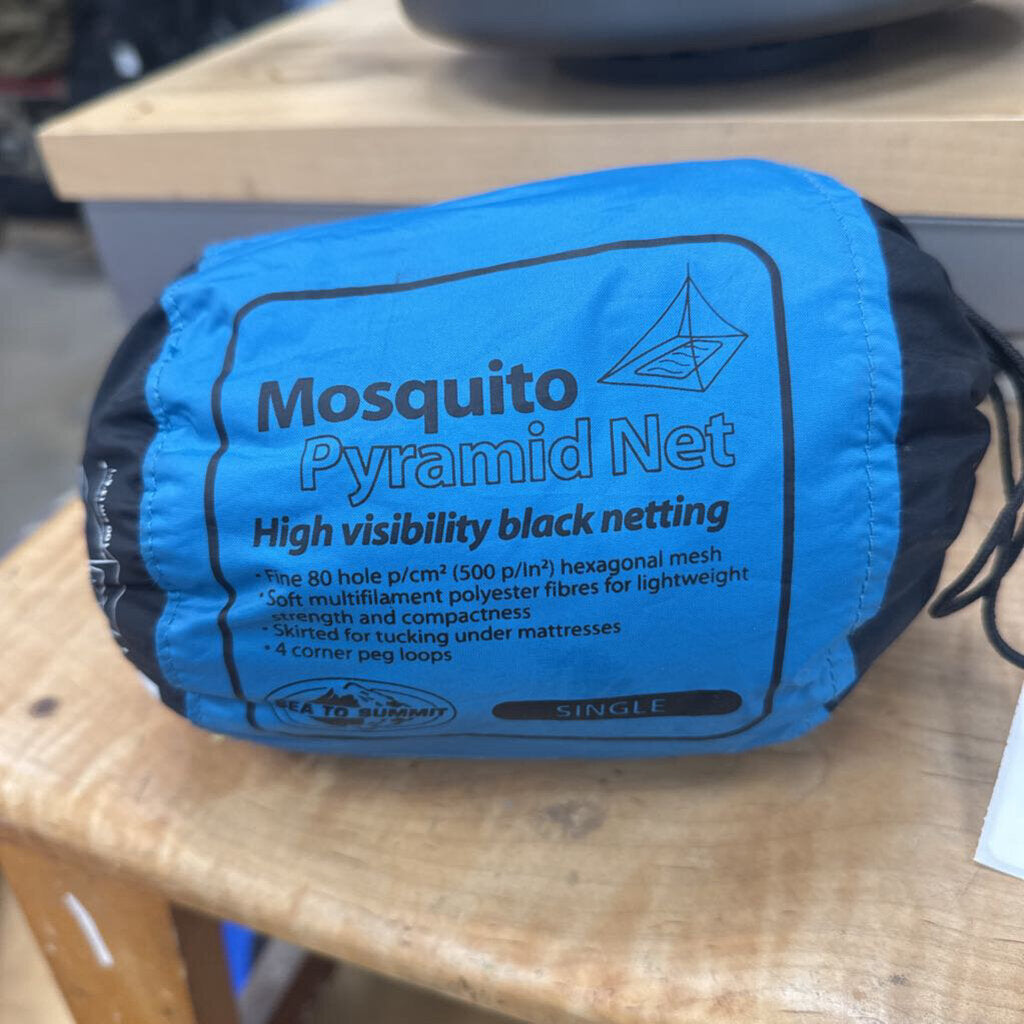 Mosquito
Pyramid Net
High visibility black netting
• Fine 80 hole p/cm² (500 p/in²) hexagonal mesh
• Soft multifilament polyester fibres for lightweight
strength and compactness
• Skirted for tucking under mattresses
• 4 corner peg loops
SEA TO SUMMIT
SINGLE